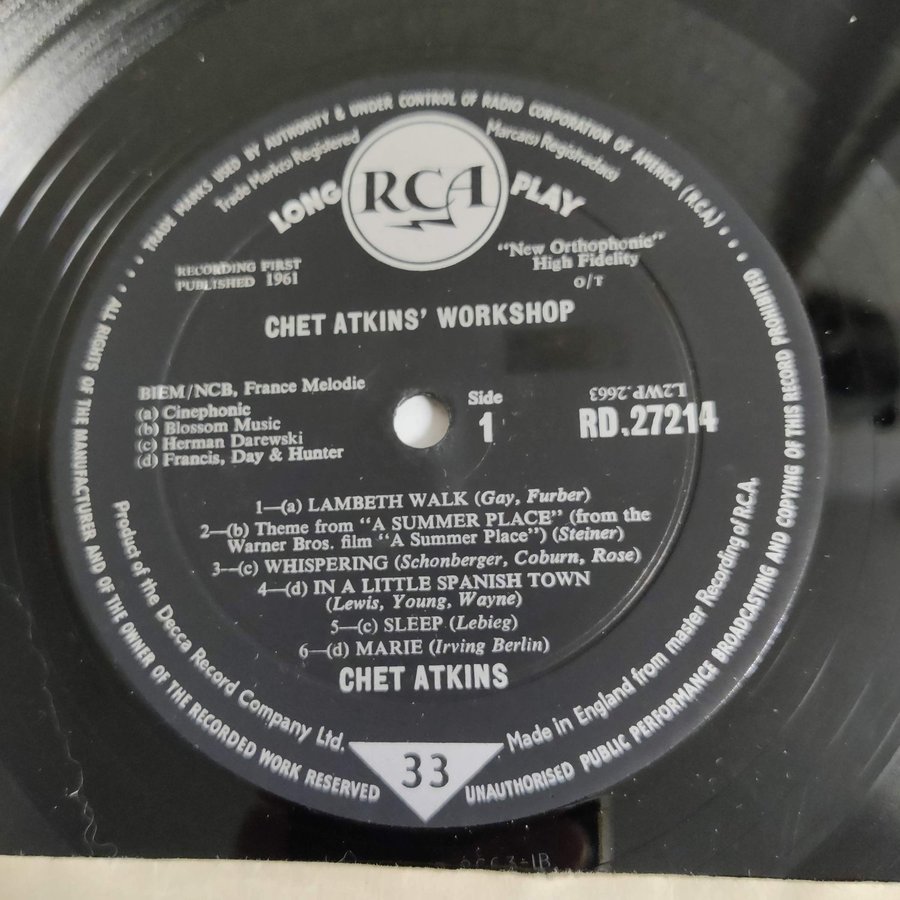 TRADE MARKS USED BY AUTHORITY & UNDER CONTROL OF RADIO CORPORATION OF AMERICA (RCA)
Trade Marks Registered
Marca(s) Registrada(s)
LONG RCA PLAY
RECORDING FIRST
PUBLISHED 1961
"New Orthophonic"
High Fidelity
O/T
CHET ATKINS' WORKSHOP
BIEM/NCB, France Melodie
(a) Cinephonic
(b) Blossom Music
(c) Herman Darewski
(d) Francis, Day & Hunter
Side
1
L2WP.2663
RD.27214
1—(a) LAMBETH WALK (Gay, Furber)
2—(b) Theme from "A SUMMER PLACE" (from the
Warner Bros. film "A Summer Place") (Steiner)
3—(c) WHISPERING (Schonberger, Coburn, Rose)
4—(d) IN A LITTLE SPANISH TOWN
(Lewis, Young, Wayne)
5—(c) SLEEP (Lebieg)
6—(d) MARIE (Irving Berlin)
CHET ATKINS
Product of the Decca Record Company Ltd.
33
Made in England from master Recording of R.C.A.
ALL RIGHTS OF THE MANUFACTURER AND OF THE OWNER OF THE RECORDED WORK RESERVED
UNAUTHORISED PUBLIC PERFORMANCE BROADCASTING AND COPYING OF THIS RECORD PROHIBITED